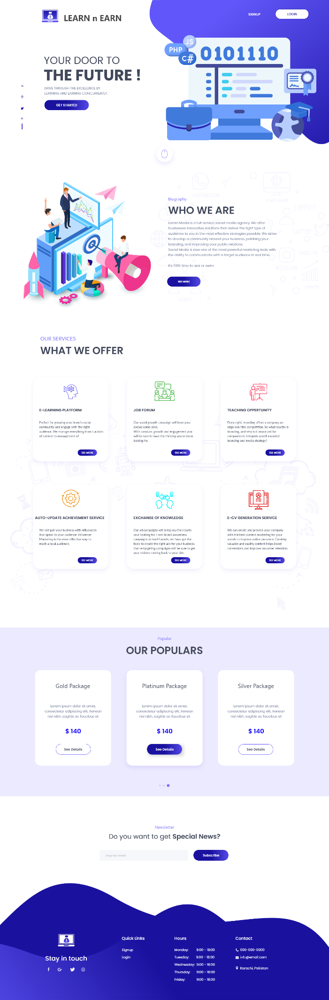 LEARN n EARN
SIGNUP
LOGIN
JS
PHP
C#
0101110
YOUR DOOR TO
THE FUTURE !
DRIVE THROUGH THE EXCELLENCE BY
LEARNING AND EARNING CONCURRENTLY.
GET STARTED
Biography
WHO WE ARE
Lorem Media is a full-service social media agency. We offer
businesses innovative solutions that deliver the right type of
audience to you in the most effective strategies possible. We strive
to develop a community around your business, polishing your
branding, and improving your public relations.
Social Media is now one of the most powerful marketing tools with
the ability to communicate with a target audience in real time.
It's 2019: time to sink or swim.
SEE MORE
CONTACT
TWITTER
INSTAGRAM
OUR SERVICES
WHAT WE OFFER
E-LEARNING PLATFORM
Perfect for growing your brand's social
community and engage with the right
audience. We manage everything from curation
of content to management of
SEE MORE
JOB FORUM
Our social growth campaign will have your
socials come alive.
With constant growth and engagement you
will be sure to have the thriving you've been
looking for.
SEE MORE
TEACHING OPPERTUNITY
Done right, branding offers a company an
edge over the competition. So what exactly is
branding, and why is it important for
companies to integrate a well-rounded
branding and media strategy?
SEE MORE
AUTO-UPDATE ACHIEVEMENT SERVICE
We will pair your business with influencers
that speak to your audience. Influencer
Marketing is the most effective way to
reach a loyal audience.
SEE MORE
EXCHANGE OF KNOWLEDGE
Our ad campaigns will bring you the results
your looking for. From brand awareness
campaigns to lead funnels, we have got the
tools to create the right ads for your business.
Our re-targeting campaigns will be sure to get
your visitors coming back to your site.
SEE MORE
E-CV GENERATION SERIVCE
We can create and provide your company
with the best content marketing for your
socials to improve online presence. Creating
valuable and quality content helps boost
conversions and improve customer retention.
SEE MORE
Popular
OUR POPULARS
Gold Package
Lorem ipsum dolor sit amet,
consectetur adipiscing elit. Aenean
nisl nibh, sagittis ac faucibus sit
$ 140
See Details
Platinum Package
Lorem ipsum dolor sit amet,
consectetur adipiscing elit. Aenean
nisl nibh, sagittis ac faucibus sit
$ 140
See Details
Silver Package
Lorem ipsum dolor sit amet,
consectetur adipiscing elit. Aenean
nisl nibh, sagittis ac faucibus sit
$ 140
See Details
Newsletter
Do you want to get Special News?
Drop Your Email
Subscribe
Stay in touch
Quick Links
Signup
Login
Hours
Monday: 9:00 - 18:00
Tuesday: 9:00 - 18:00
Wednesday: 9:00 - 18:00
Thursday: 9:00 - 18:00
Friday: 9:00 - 18:00
Contact
000-000-0000
info@email.com
Karachi, Pakistan